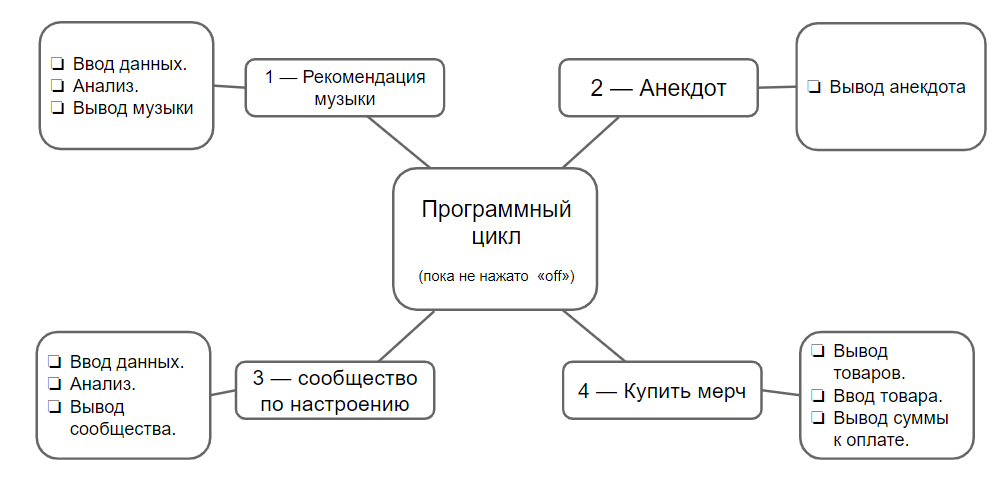 ❏ Ввод данных.
❏ Анализ.
❏ Вывод музыки
1 — Рекомендация
музыки
2 — Анекдот
❏ Вывод анекдота
Программный
цикл
(пока не нажато «off»)
❏ Ввод данных.
❏ Анализ.
❏ Вывод
сообщества.
3 — сообщество
по настроению
4 — Купить мерч
❏ Вывод
товаров.
❏ Ввод товара.
❏ Вывод суммы
к оплате.